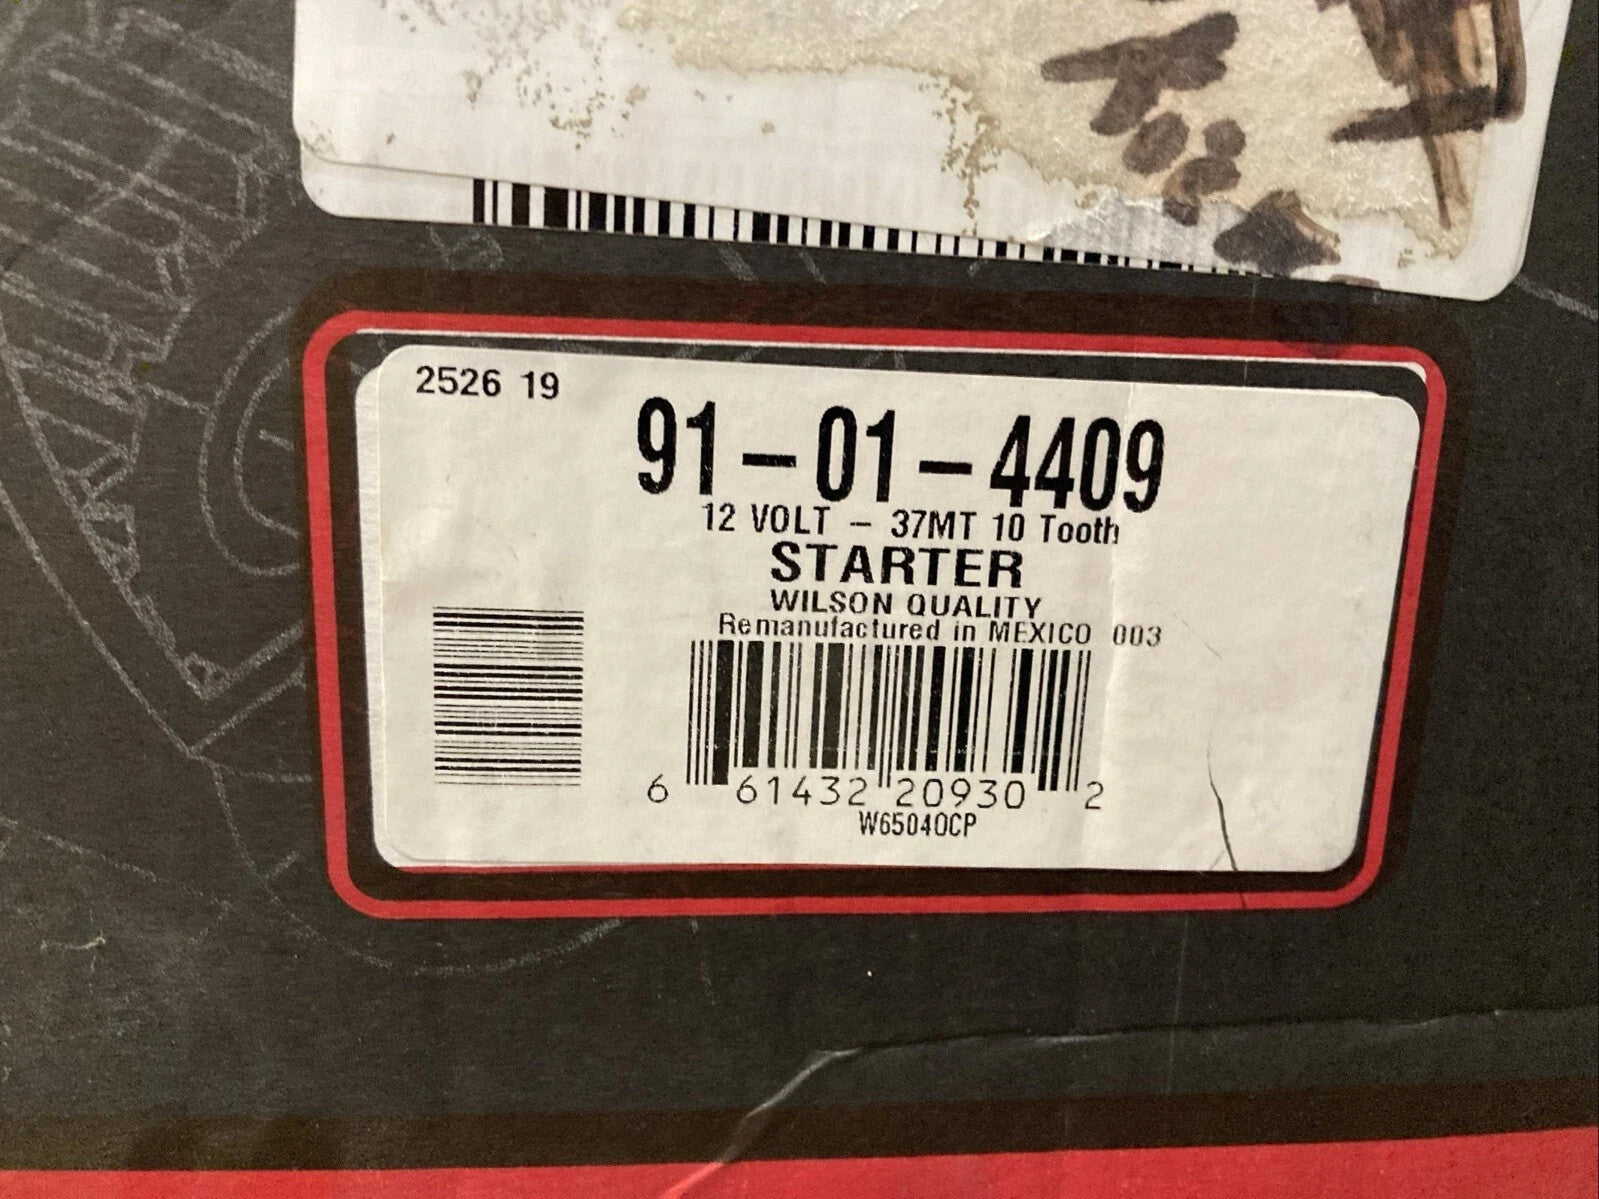 2526 19
91-01-4409
12 VOLT - 37MT 10 Tooth
STARTER
WILSON QUALITY
Remanufactured in MEXICO 003
6 61432 20930 2
W65040CP